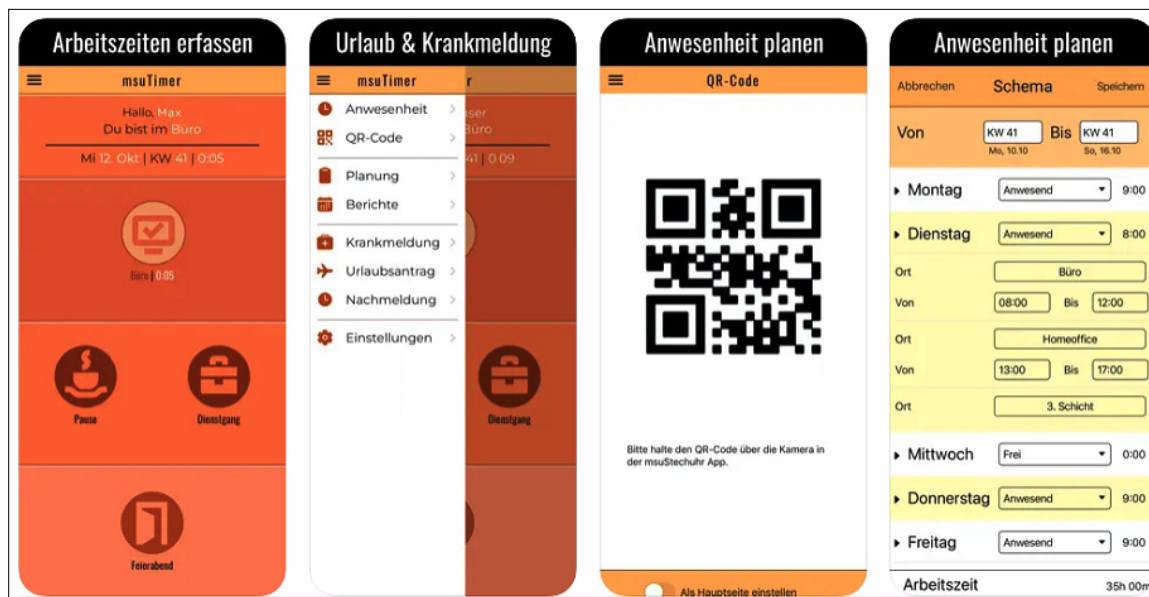 Arbeitszeiten erfassen
msuTimer
Hallo, Max
Du bist im Büro
Mi 12. Okt | KW 41 | 0:05
Büro | 0:05
Pause
Dienstgang
Feierabend
Urlaub & Krankmeldung
msuTimer
r
Anwesenheit
QR-Code
Planung
Berichte
Krankmeldung
Urlaubsantrag
Nachmeldung
Einstellungen
user
Büro
41 | 0 09
Dienstgang
Anwesenheit planen
QR-Code
Bitte halte den QR-Code über die Kamera in
der msuStechuhr App.
Als Hauptseite einstellen
Anwesenheit planen
Abbrechen Schema Speichern
Von KW 41 Bis KW 41
Mo, 10.10 So, 16.10
Montag Anwesend 9:00
Dienstag Anwesend 8:00
Ort Büro
Von 08:00 Bis 12:00
Ort Homeoffice
Von 13:00 Bis 17:00
Ort 3. Schicht
Mittwoch Frei 0:00
Donnerstag Anwesend 9:00
Freitag Anwesend 9:00
Arbeitszeit 35h 00m